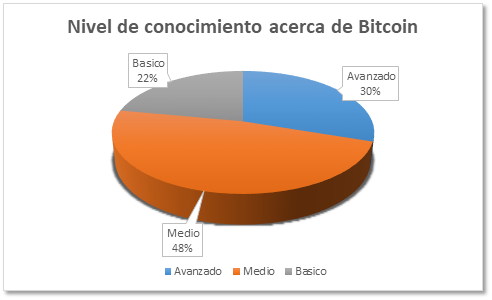 Nivel de conocimiento acerca de Bitcoin
Basico
22%
Avanzado
30%
Medio
48%
Avanzado Medio Basico